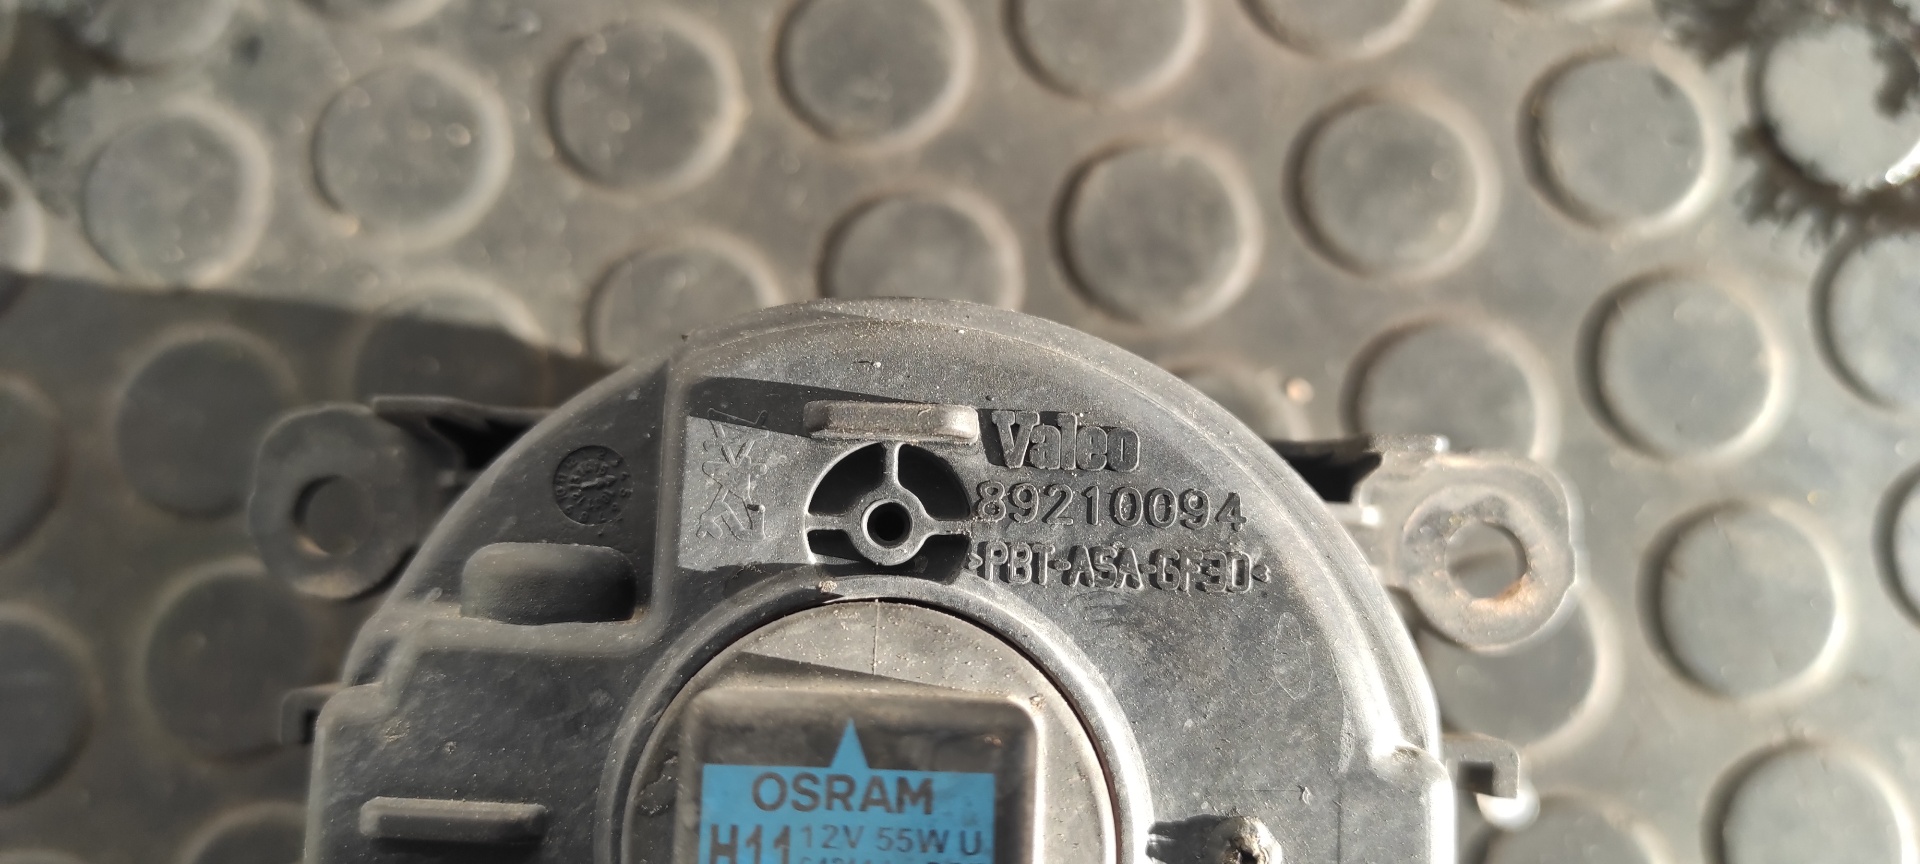 Valeo
89210094
>PBT-ASA-GF30<
OSRAM
H11 12V 55W U